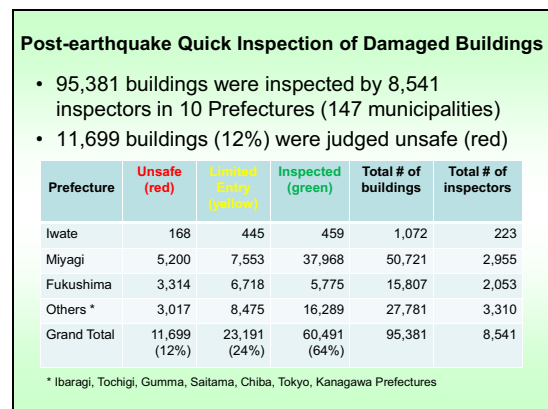 Post-earthquake Quick Inspection of Damaged Buildings
• 95,381 buildings were inspected by 8,541
inspectors in 10 Prefectures (147 municipalities)
• 11,699 buildings (12%) were judged unsafe (red)
Prefecture Unsafe (red) Limited Entry (yellow) Inspected (green) Total # of buildings Total # of inspectors
Iwate 168 445 459 1,072 223
Miyagi 5,200 7,553 37,968 50,721 2,955
Fukushima 3,314 6,718 5,775 15,807 2,053
Others * 3,017 8,475 16,289 27,781 3,310
Grand Total 11,699 23,191 60,491 95,381 8,541
(12%) (24%) (64%)
* Ibaragi, Tochigi, Gumma, Saitama, Chiba, Tokyo, Kanagawa Prefectures